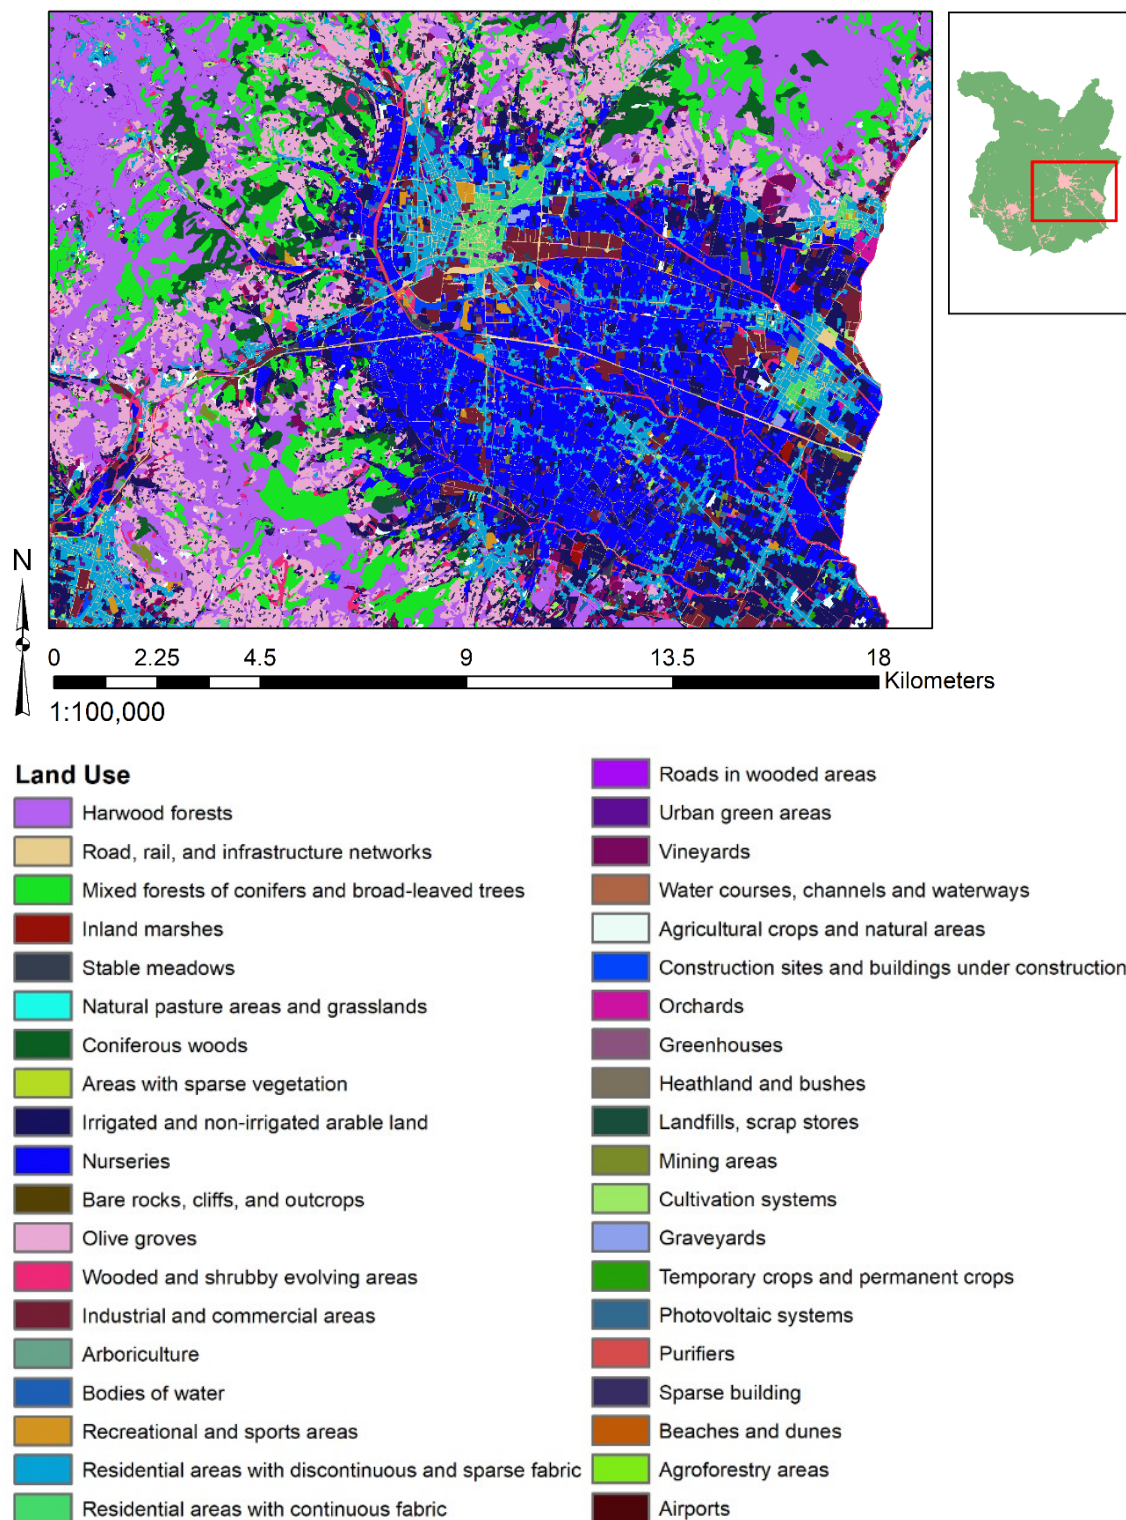 N
0 2.25 4.5 9 13.5 18
Kilometers
1:100,000
Land Use
Harwood forests
Road, rail, and infrastructure networks
Mixed forests of conifers and broad-leaved trees
Inland marshes
Stable meadows
Natural pasture areas and grasslands
Coniferous woods
Areas with sparse vegetation
Irrigated and non-irrigated arable land
Nurseries
Bare rocks, cliffs, and outcrops
Olive groves
Wooded and shrubby evolving areas
Industrial and commercial areas
Arboriculture
Bodies of water
Recreational and sports areas
Residential areas with discontinuous and sparse fabric
Residential areas with continuous fabric
Roads in wooded areas
Urban green areas
Vineyards
Water courses, channels and waterways
Agricultural crops and natural areas
Construction sites and buildings under construction
Orchards
Greenhouses
Heathland and bushes
Landfills, scrap stores
Mining areas
Cultivation systems
Graveyards
Temporary crops and permanent crops
Photovoltaic systems
Purifiers
Sparse building
Beaches and dunes
Agroforestry areas
Airports